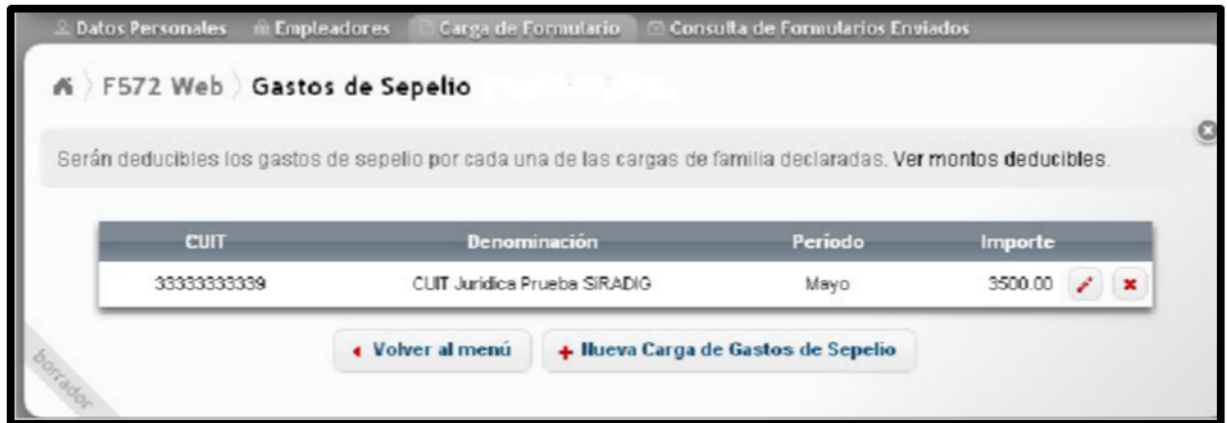 Datos Personales Empleadores Carga de Formulario Consulta de Formularios Enviados
F572 Web Gastos de Sepelio
Serán deducibles los gastos de sepelio por cada una de las cargas de familia declaradas. Ver montos deducibles.
CUIT Denominación Período Importe
33333333339 CUIT Juridica Prueba SIRADIG Mayo 3500.00
Volver al menú Nueva Carga de Gastos de Sepelio
borrador